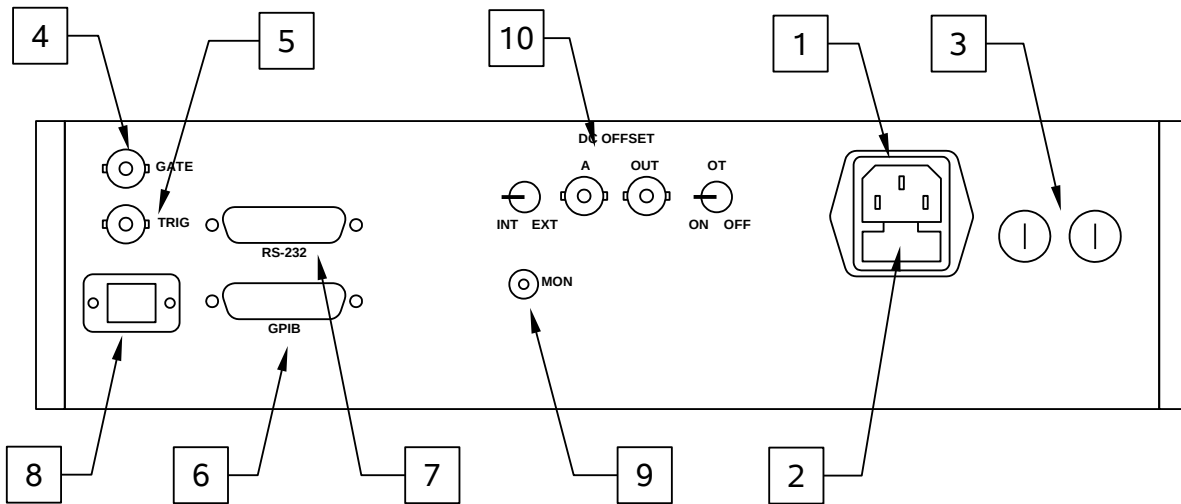 4
5
10
1
3
DC OFFSET
GATE
A
OUT
OT
TRIG
INT EXT
ON OFF
RS-232
MON
GPIB
8
6
7
9
2